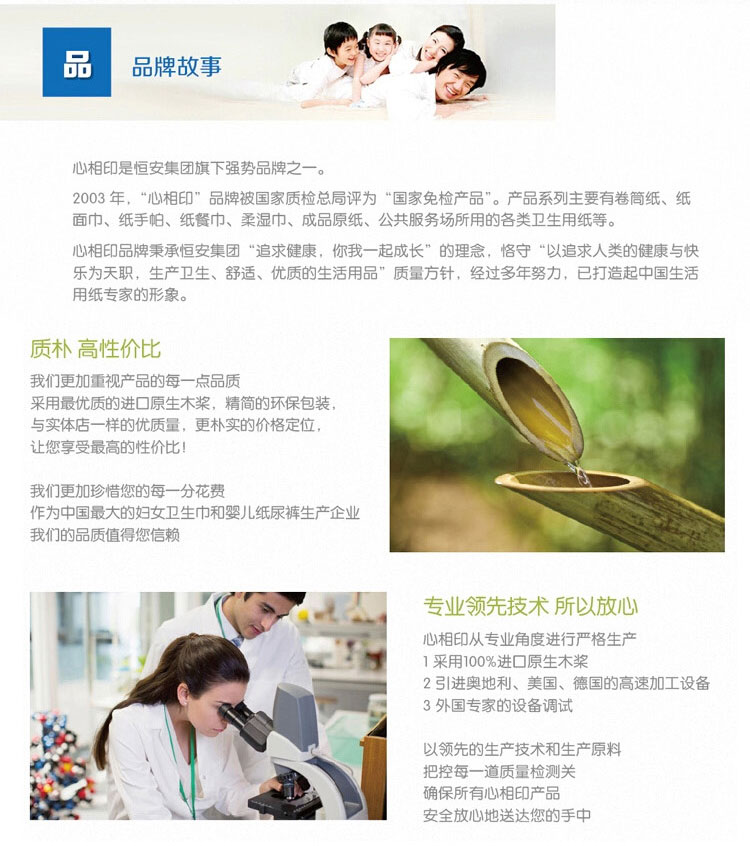 品
品牌故事
心相印是恒安集团旗下强势品牌之一。
2003 年，“心相印”品牌被国家质检总局评为“国家免检产品”。产品系列主要有卷筒纸、纸
面巾、纸手帕、纸餐巾、柔湿巾、成品原纸、公共服务场所用的各类卫生用纸等。
心相印品牌秉承恒安集团“追求健康，你我一起成长”的理念，恪守“以追求人类的健康与快
乐为天职，生产卫生、舒适、优质的生活用品”质量方针，经过多年努力，已打造起中国生活
用纸专家的形象。
质朴 高性价比
我们更加重视产品的每一点品质
采用最优质的进口原生木桨，精简的环保包装，
与实体店一样的优质量，更朴实的价格定位，
让您享受最高的性价比！
我们更加珍惜您的每一分花费
作为中国最大的妇女卫生巾和婴儿纸尿裤生产企业
我们的品质值得您信赖
专业领先技术 所以放心
心相印从专业角度进行严格生产
1 采用100%进口原生木桨
2 引进奥地利、美国、德国的高速加工设备
3 外国专家的设备调试
以领先的生产技术和生产原料
把控每一道质量检测关
确保所有心相印产品
安全放心地送达您的手中